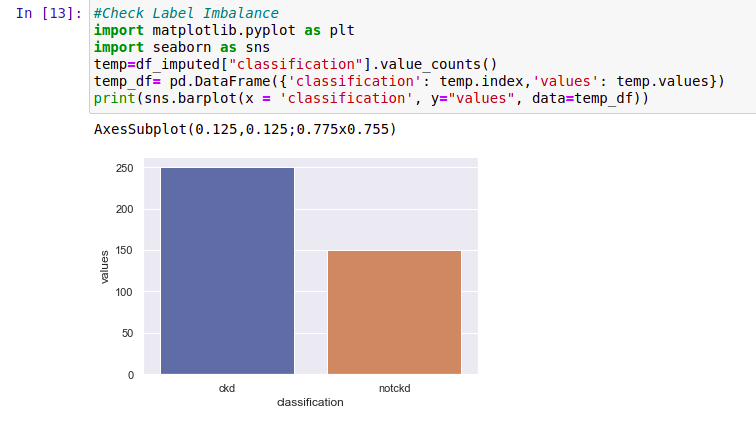 In [13]: #Check Label Imbalance
import matplotlib.pyplot as plt
import seaborn as sns
temp=df_imputed["classification"].value_counts()
temp_df= pd.DataFrame({'classification': temp.index,'values': temp.values})
print(sns.barplot(x = 'classification', y="values", data=temp_df))
AxesSubplot(0.125,0.125;0.775x0.755)
250
200
150
100
50
0
values
ckd notckd
classification